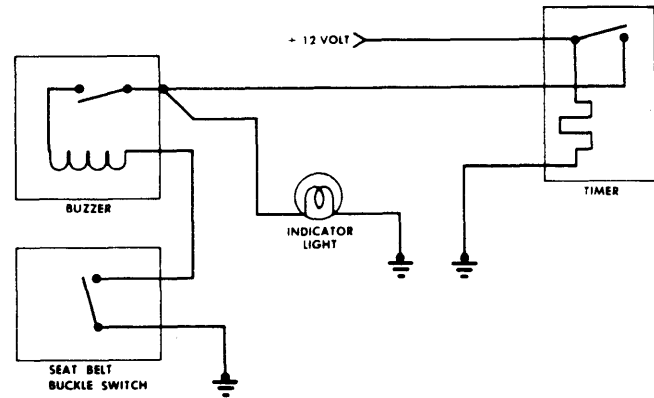 + 12 VOLT
TIMER
BUZZER
INDICATOR
LIGHT
SEAT BELT
BUCKLE SWITCH